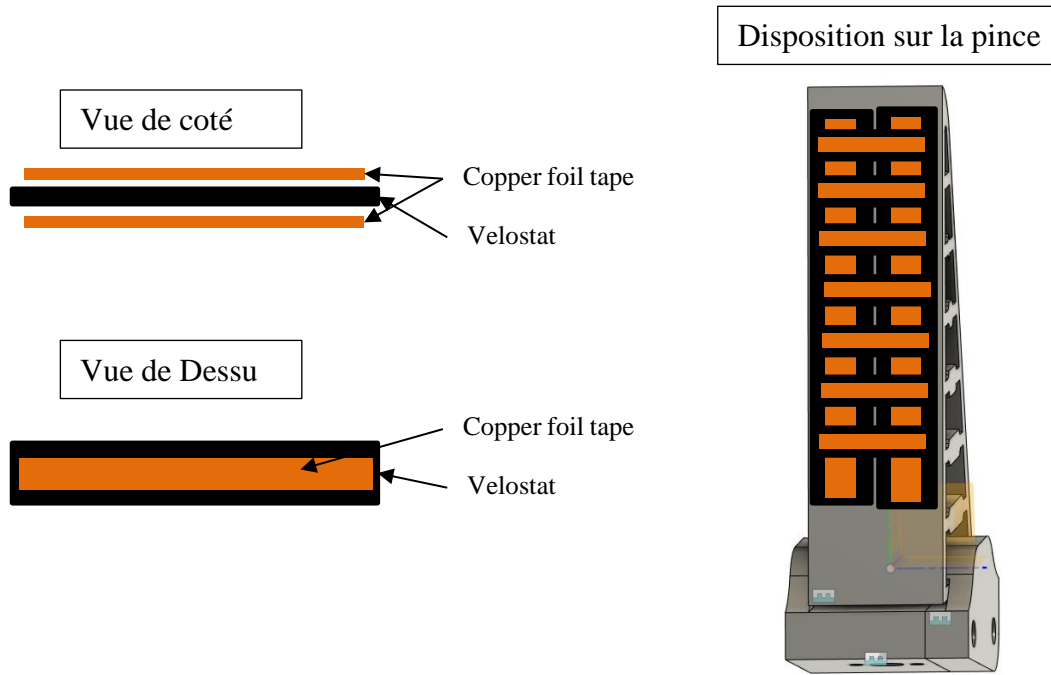 Disposition sur la pince
Vue de coté
Copper foil tape
Velostat
Vue de Dessu
Copper foil tape
Velostat